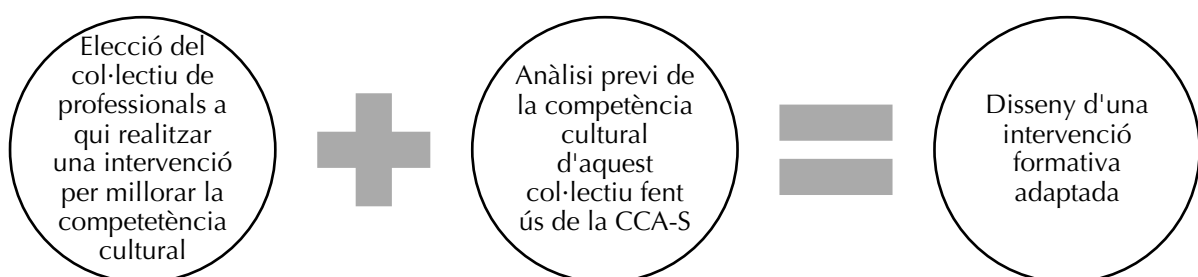 Elecció del
col·lectiu de
professionals a
qui realitzar
una intervenció
per millorar la
competetència
cultural
Anàlisi previ de
la competència
cultural
d'aquest
col·lectiu fent
ús de la CCA-S
Disseny d'una
intervenció
formativa
adaptada